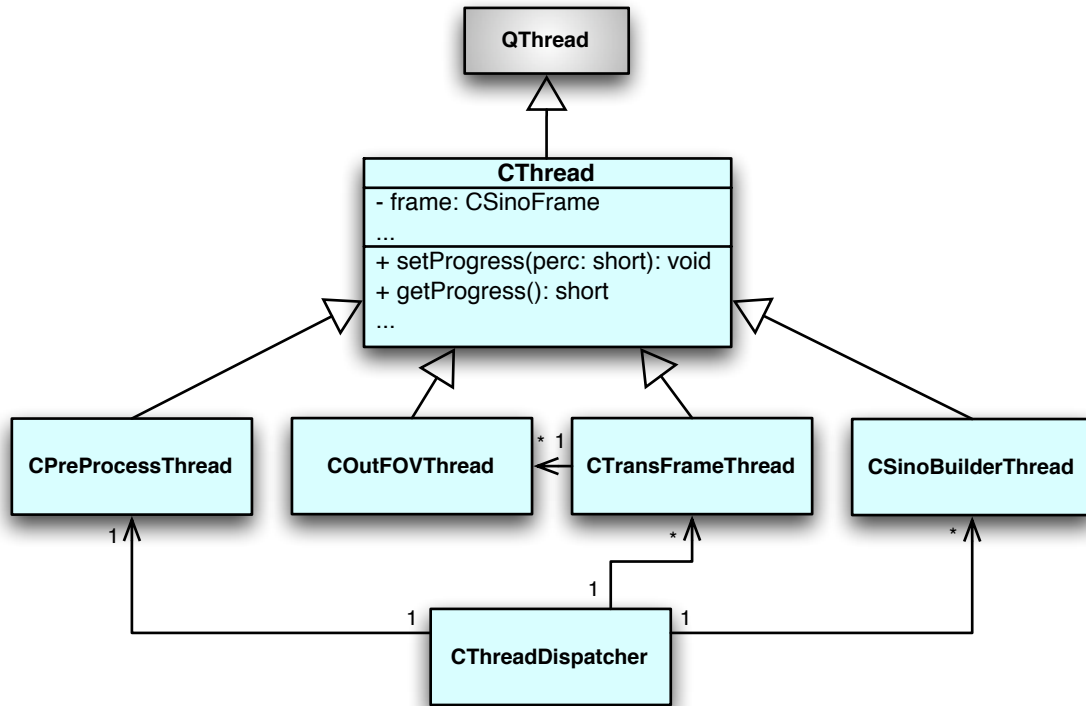 QThread
CThread
- frame: CSinoFrame
...
+ setProgress(perc: short): void
+ getProgress(): short
...
CPreProcessThread
COutFOVThread
* 1
CTransFrameThread
CSinoBuilderThread
1
*
*
1
1
1
CThreadDispatcher